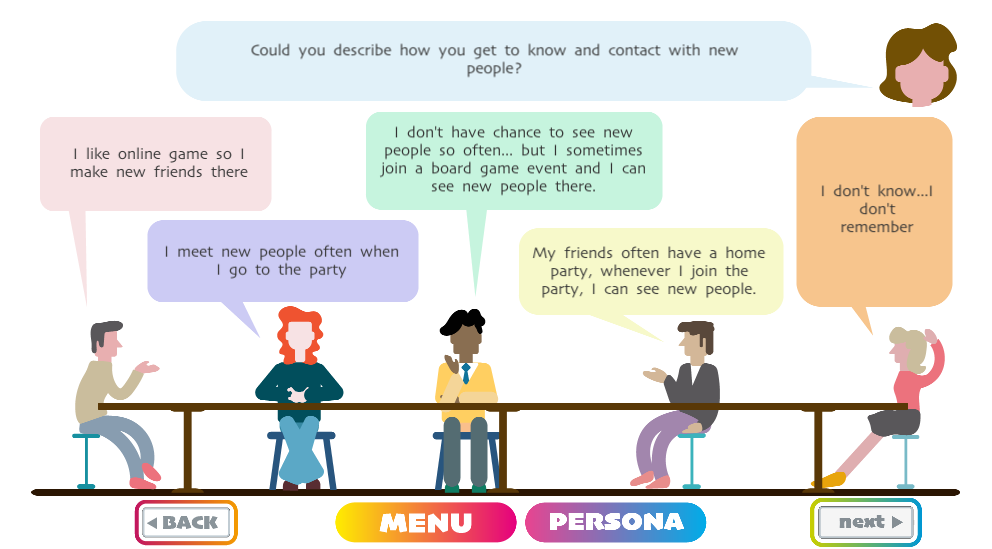 Could you describe how you get to know and contact with new
people?
I like online game so I
make new friends there
I don't have chance to see new
people so often... but I sometimes
join a board game event and I can
see new people there.
I don't know...I
don't
remember
I meet new people often when
I go to the party
My friends often have a home
party, whenever I join the
party, I can see new people.
BACK
MENU
PERSONA
next